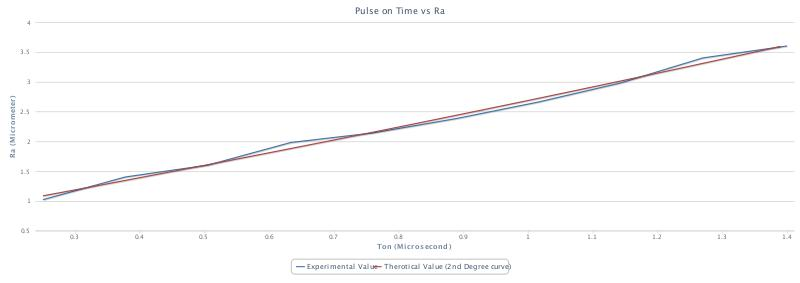 Pulse on Time vs Ra
4
3.5
3
2.5
2
1.5
1
0.5
Ra (Micrometer)
0.3 0.4 0.5 0.6 0.7 0.8 0.9 1 1.1 1.2 1.3 1.4
Ton (Microsecond)
Experimental Value Therotical Value (2nd Degree curve)